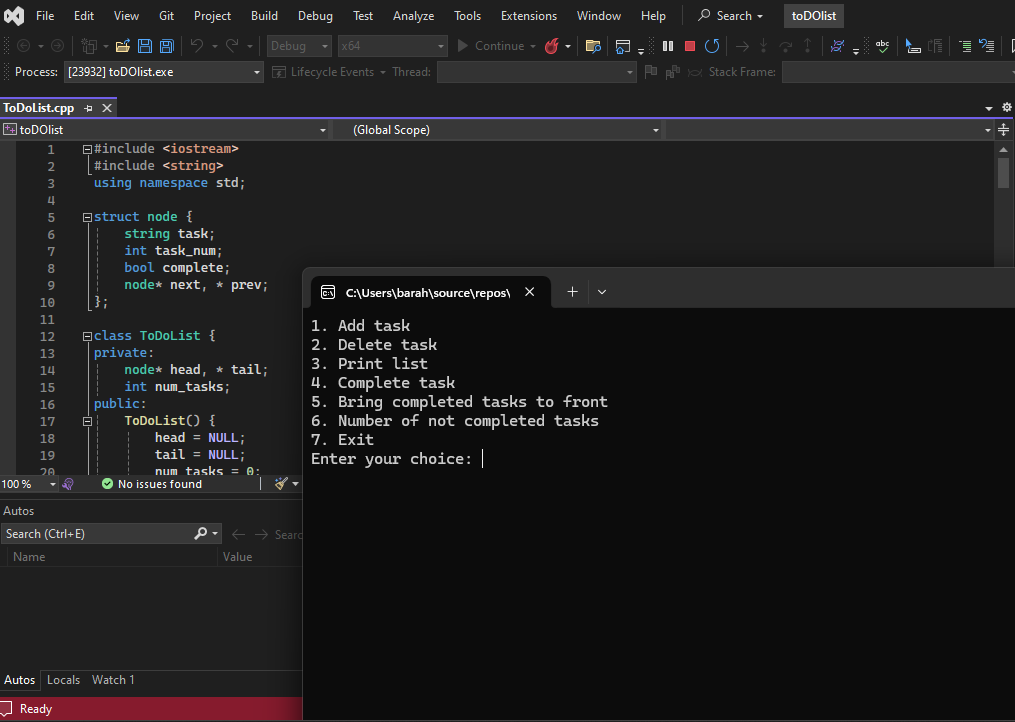 File Edit View Git Project Build Debug Test Analyze Tools Extensions Window Help Search toDOlist
Debug x64 Continue
Process: [23932] toDOlist.exe Lifecycle Events Thread: Stack Frame:
ToDoList.cpp
toDOlist (Global Scope)
1 #include <iostream>
2 #include <string>
3 using namespace std;
4
5 struct node {
6 string task;
7 int task_num;
8 bool complete;
9 node* next, * prev;
10 };
11
12 class ToDoList {
13 private:
14 node* head, * tail;
15 int num_tasks;
16 public:
17 ToDoList() {
18 head = NULL;
19 tail = NULL;
20 num_tasks = 0;
100 % No issues found
Autos
Search (Ctrl+E) Searc
Name Value
Autos Locals Watch 1
Ready
C:\Users\barah\source\repos\
1. Add task
2. Delete task
3. Print list
4. Complete task
5. Bring completed tasks to front
6. Number of not completed tasks
7. Exit
Enter your choice: